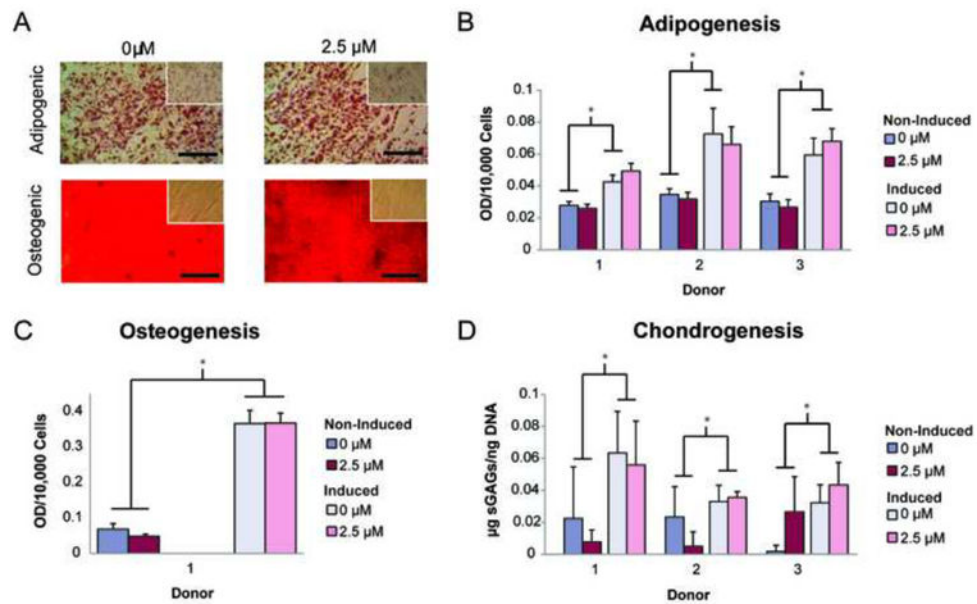 A
0µM
2.5 µM
Adipogenic
Osteogenic
B
Adipogenesis
OD/10,000 Cells
0.1
0.08
0.06
0.04
0.02
0
*
*
*
1
2
3
Donor
Non-Induced
0 µM
2.5 µM
Induced
0 µM
2.5 µM
C
Osteogenesis
OD/10,000 Cells
0.4
0.3
0.2
0.1
0
*
1
Donor
Non-Induced
0 µM
2.5 µM
Induced
0 µM
2.5 µM
D
Chondrogenesis
µg sGAGs/ng DNA
0.1
0.08
0.06
0.04
0.02
0
*
*
*
1
2
3
Donor
Non-Induced
0 µM
2.5 µM
Induced
0 µM
2.5 µM